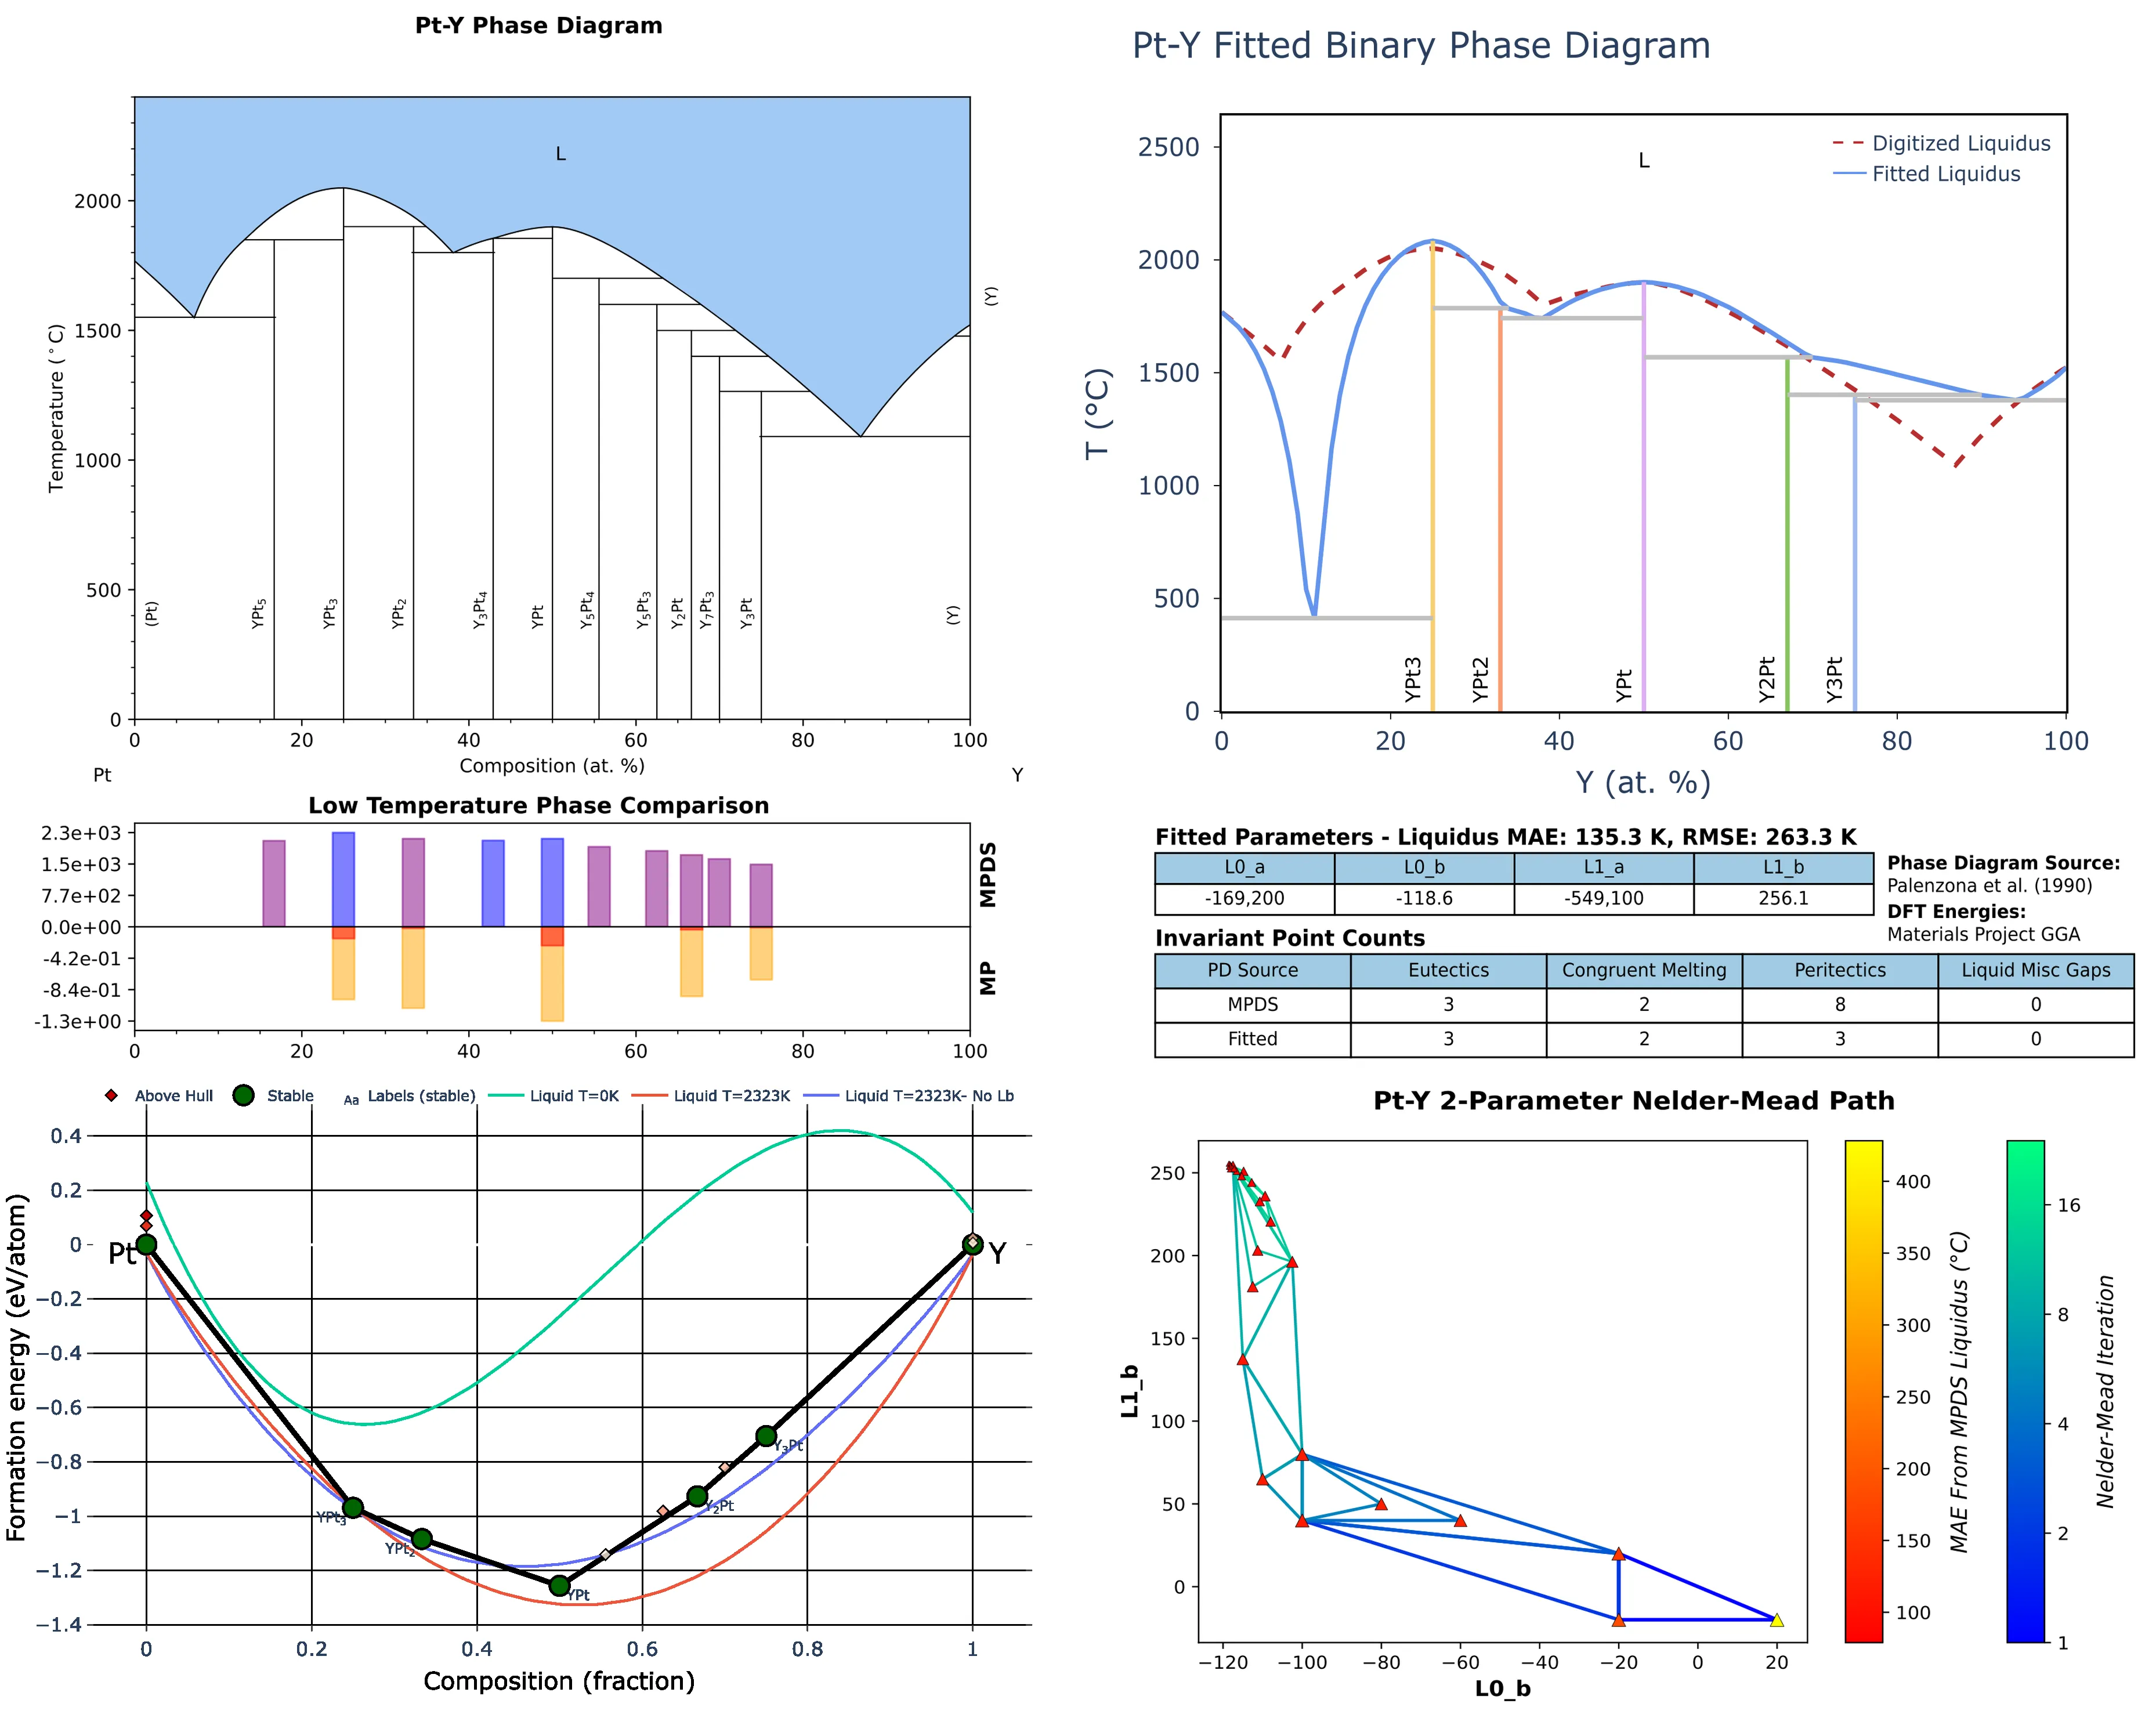 Pt-Y Phase Diagram
L
2000
1500
1000
500
0
Temperature (°C)
(Pt)
YPt5
YPt3
YPt2
Y3Pt4
YPt
Y5Pt4
Y5Pt3
Y2Pt
Y7Pt3
Y3Pt
(Y)
(Y)
0 20 40 60 80 100
Composition (at. %)
Pt Y
Pt-Y Fitted Binary Phase Diagram
L
Digitized Liquidus
Fitted Liquidus
2500
2000
1500
1000
500
0
T (°C)
YPt3
YPt2
YPt
Y2Pt
Y3Pt
0 20 40 60 80 100
Y (at. %)
Low Temperature Phase Comparison
2.3e+03
1.5e+03
7.7e+02
0.0e+00
-4.2e-01
-8.4e-01
-1.3e+00
MPDS
MP
0 20 40 60 80 100
Fitted Parameters - Liquidus MAE: 135.3 K, RMSE: 263.3 K
L0_a L0_b L1_a L1_b
-169,200 -118.6 -549,100 256.1
Phase Diagram Source:
Palenzona et al. (1990)
DFT Energies:
Materials Project GGA
Invariant Point Counts
PD Source Eutectics Congruent Melting Peritectics Liquid Misc Gaps
MPDS 3 2 8 0
Fitted 3 2 3 0
Above Hull Stable Aa Labels (stable) Liquid T=0K Liquid T=2323K Liquid T=2323K- No Lb
0.4
0.2
0
−0.2
−0.4
−0.6
−0.8
−1
−1.2
−1.4
Formation energy (eV/atom)
Pt
Y
YPt3
YPt2
YPt
Y2Pt
Y3Pt
0 0.2 0.4 0.6 0.8 1
Composition (fraction)
Pt-Y 2-Parameter Nelder-Mead Path
250
200
150
100
50
0
L1_b
−120 −100 −80 −60 −40 −20 0 20
L0_b
400
350
300
250
200
150
100
MAE From MPDS Liquidus (°C)
16
8
4
2
1
Nelder-Mead Iteration